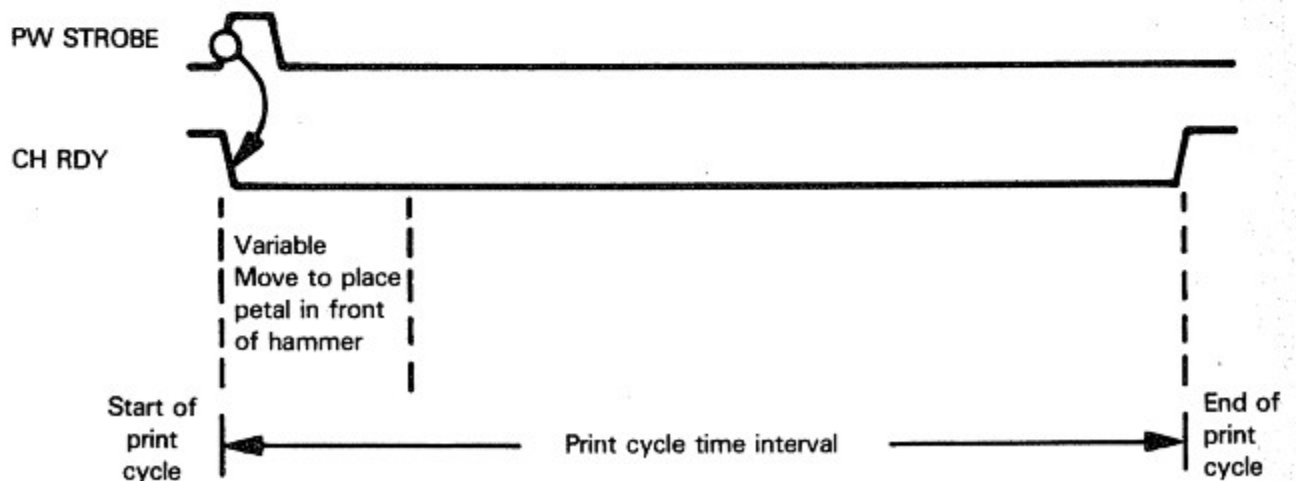 PW STROBE
CH RDY
Variable
Move to place
petal in front
of hammer
Start of
print
cycle
Print cycle time interval
End of
print
cycle